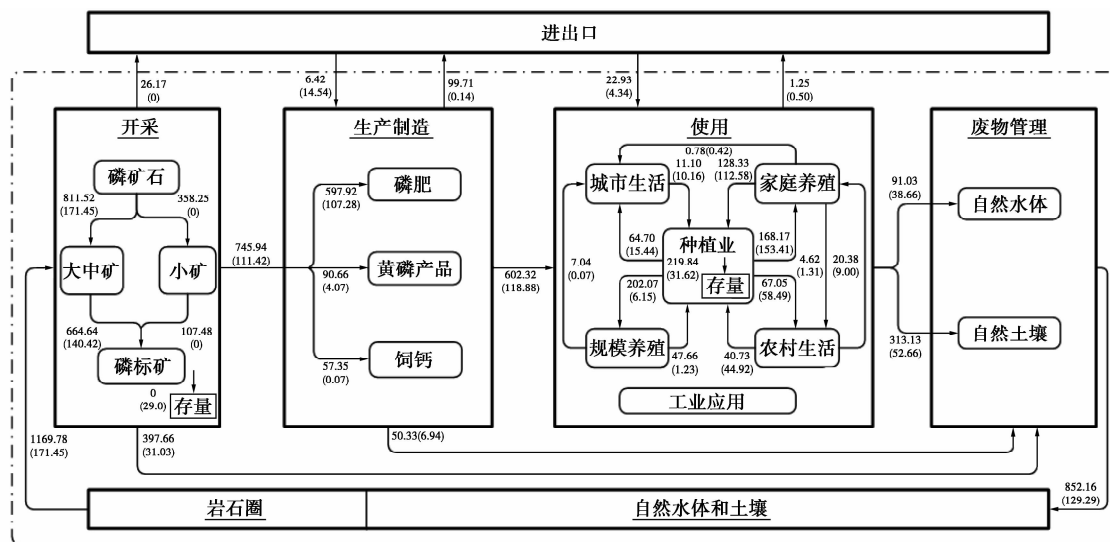 进出口
26.17
(0)
6.42
(14.54)
99.71
(0.14)
22.93
(4.34)
1.25
(0.50)
开采
磷矿石
811.52
(171.45)
358.25
(0)
大中矿
小矿
664.64
(140.42)
107.48
(0)
磷标矿
0
(29.0)
存量
745.94
(111.42)
生产制造
597.92
(107.28)
磷肥
90.66
(4.07)
黄磷产品
57.35
(0.07)
饲钙
602.32
(118.88)
使用
0.78(0.42)
城市生活
11.10
(10.16)
128.33
(112.58)
家庭养殖
64.70
(15.44)
种植业
219.84
(31.62)
存量
168.17
(153.41)
7.04
(0.07)
4.62
(1.31)
20.38
(9.00)
202.07
(6.15)
67.05
(58.49)
规模养殖
47.66
(1.23)
40.73
(44.92)
农村生活
工业应用
废物管理
91.03
(38.66)
自然水体
313.13
(52.66)
自然土壤
1169.78
(171.45)
397.66
(31.03)
50.33(6.94)
852.16
(129.29)
岩石圈
自然水体和土壤